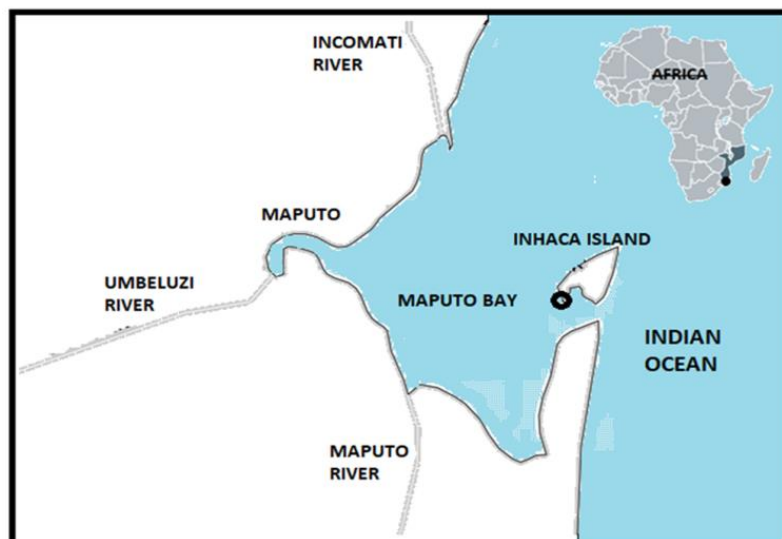 INCOMATI
RIVER
AFRICA
MAPUTO
INHACA ISLAND
UMBELUZI
RIVER
MAPUTO BAY
INDIAN
OCEAN
MAPUTO
RIVER